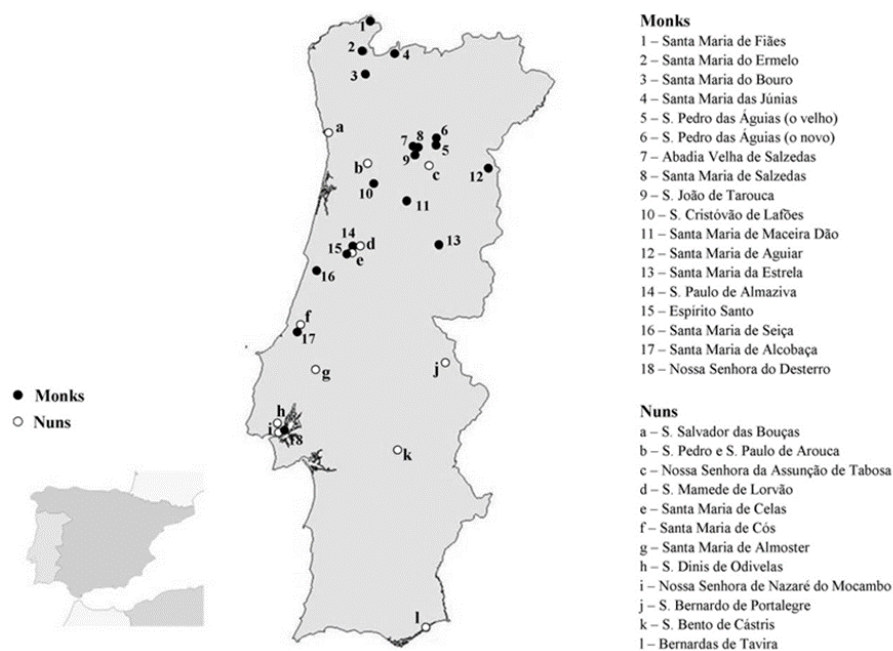 1
2
3
4
a
b
c
d
e
f
g
h
i
j
k
l
5
6
7
8
9
10
11
12
13
14
15
16
17
18
Monks
Nuns
Monks
1 – Santa Maria de Fiães
2 – Santa Maria do Ermelo
3 – Santa Maria do Bouro
4 – Santa Maria das Júnias
5 – S. Pedro das Águias (o velho)
6 – S. Pedro das Águias (o novo)
7 – Abadia Velha de Salzedas
8 – Santa Maria de Salzedas
9 – S. João de Tarouca
10 – S. Cristóvão de Lafões
11 – Santa Maria de Maceira Dão
12 – Santa Maria de Aguiar
13 – Santa Maria da Estrela
14 – S. Paulo de Almaziva
15 – Espírito Santo
16 – Santa Maria de Seiça
17 – Santa Maria de Alcobaça
18 – Nossa Senhora do Desterro
Nuns
a – S. Salvador das Bouças
b – S. Pedro e S. Paulo de Arouca
c – Nossa Senhora da Assunção de Tabosa
d – S. Mamede de Lorvão
e – Santa Maria de Celas
f – Santa Maria de Cós
g – Santa Maria de Almoster
h – S. Dinis de Odivelas
i – Nossa Senhora de Nazaré do Mocambo
j – S. Bernardo de Portalegre
k – S. Bento de Cástris
l – Bernardas de Tavira